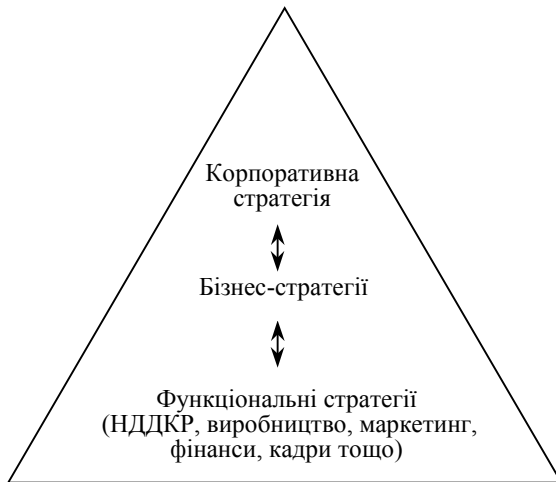 Корпоративна
стратегія
Бізнес-стратегії
Функціональні стратегії
(НДДКР, виробництво, маркетинг,
фінанси, кадри тощо)